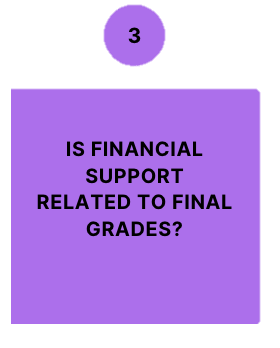 3
IS FINANCIAL
SUPPORT
RELATED TO FINAL
GRADES?